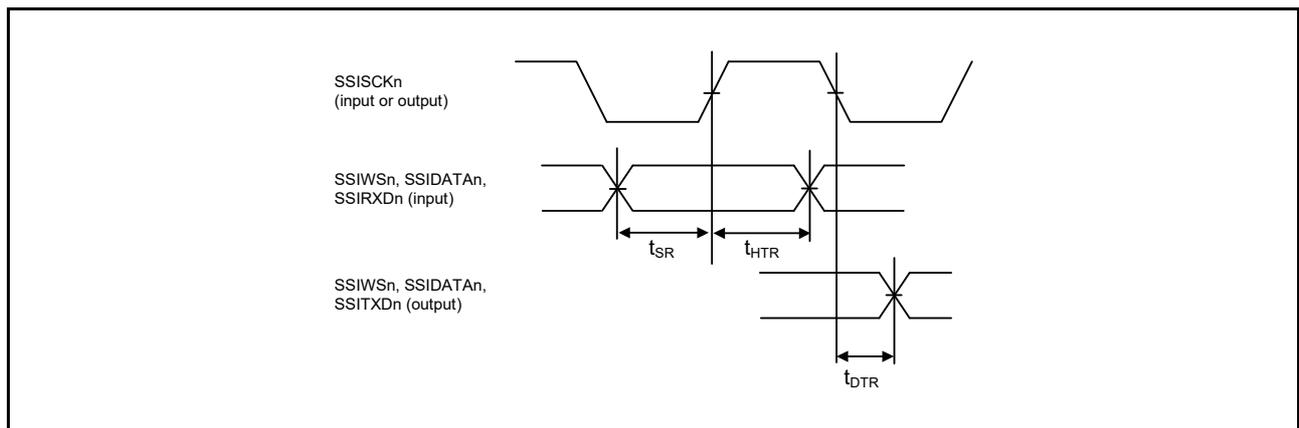 SSISCKn
(input or output)
SSIWSn, SSIDATAn,
SSIRXDn (input)
tSR
tHTR
SSIWSn, SSIDATAn,
SSITXDn (output)
tDTR